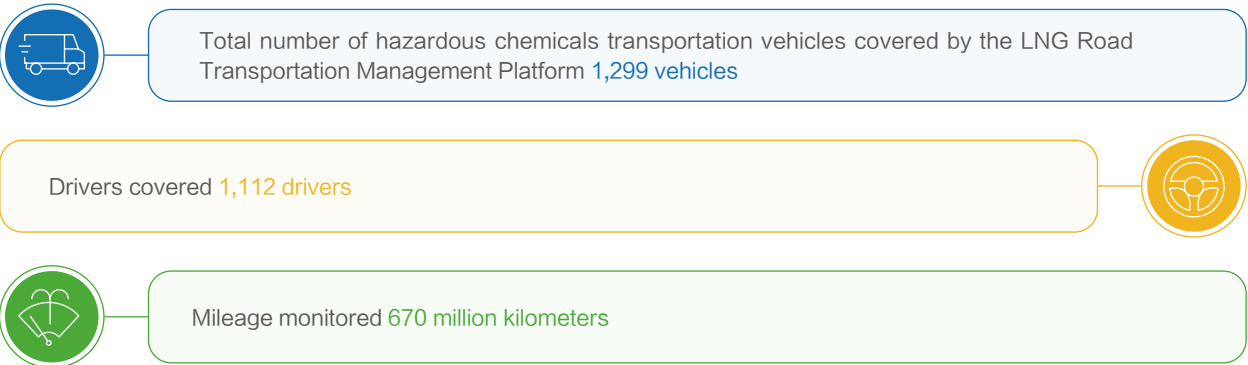 Total number of hazardous chemicals transportation vehicles covered by the LNG Road
Transportation Management Platform 1,299 vehicles
Drivers covered 1,112 drivers
Mileage monitored 670 million kilometers